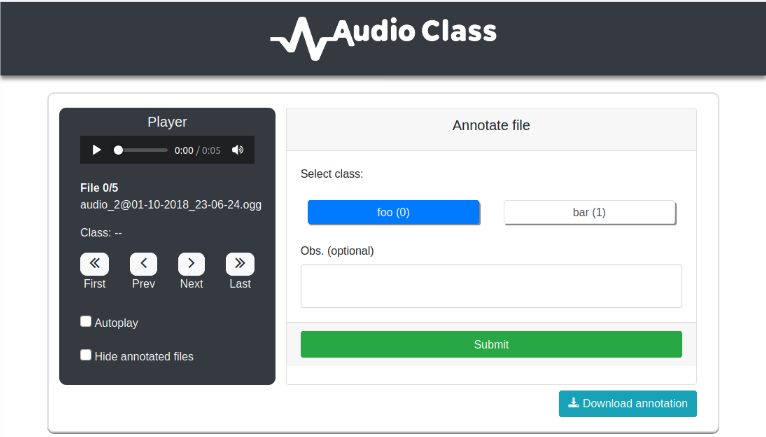 Audio Class
Player
0:00 / 0:05
File 0/5
audio_2@01-10-2018_23-06-24.ogg
Class: --
First Prev Next Last
Autoplay
Hide annotated files
Annotate file
Select class:
foo (0) bar (1)
Obs. (optional)
Submit
Download annotation